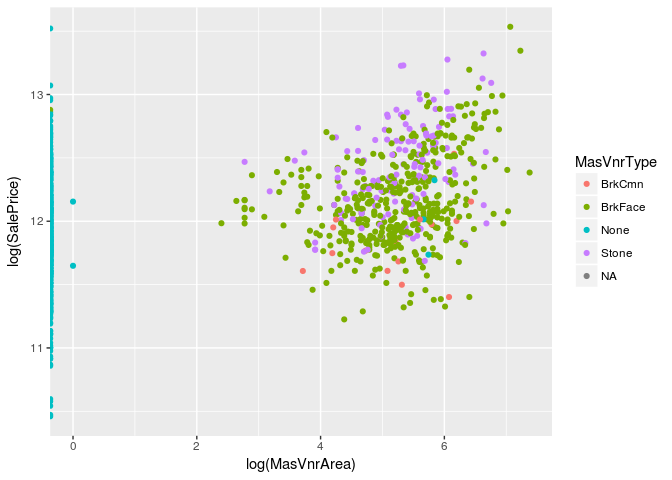 13
12
11
log(SalePrice)
0 2 4 6
log(MasVnrArea)
MasVnrType
BrkCmn
BrkFace
None
Stone
NA